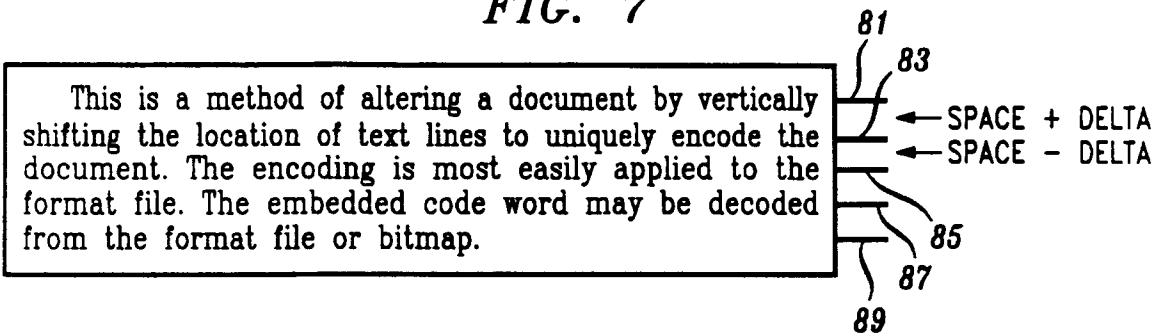 FIG. 7
81
83
This is a method of altering a document by vertically
shifting the location of text lines to uniquely encode the
document. The encoding is most easily applied to the
format file. The embedded code word may be decoded
from the format file or bitmap.
SPACE + DELTA
SPACE - DELTA
85
87
89